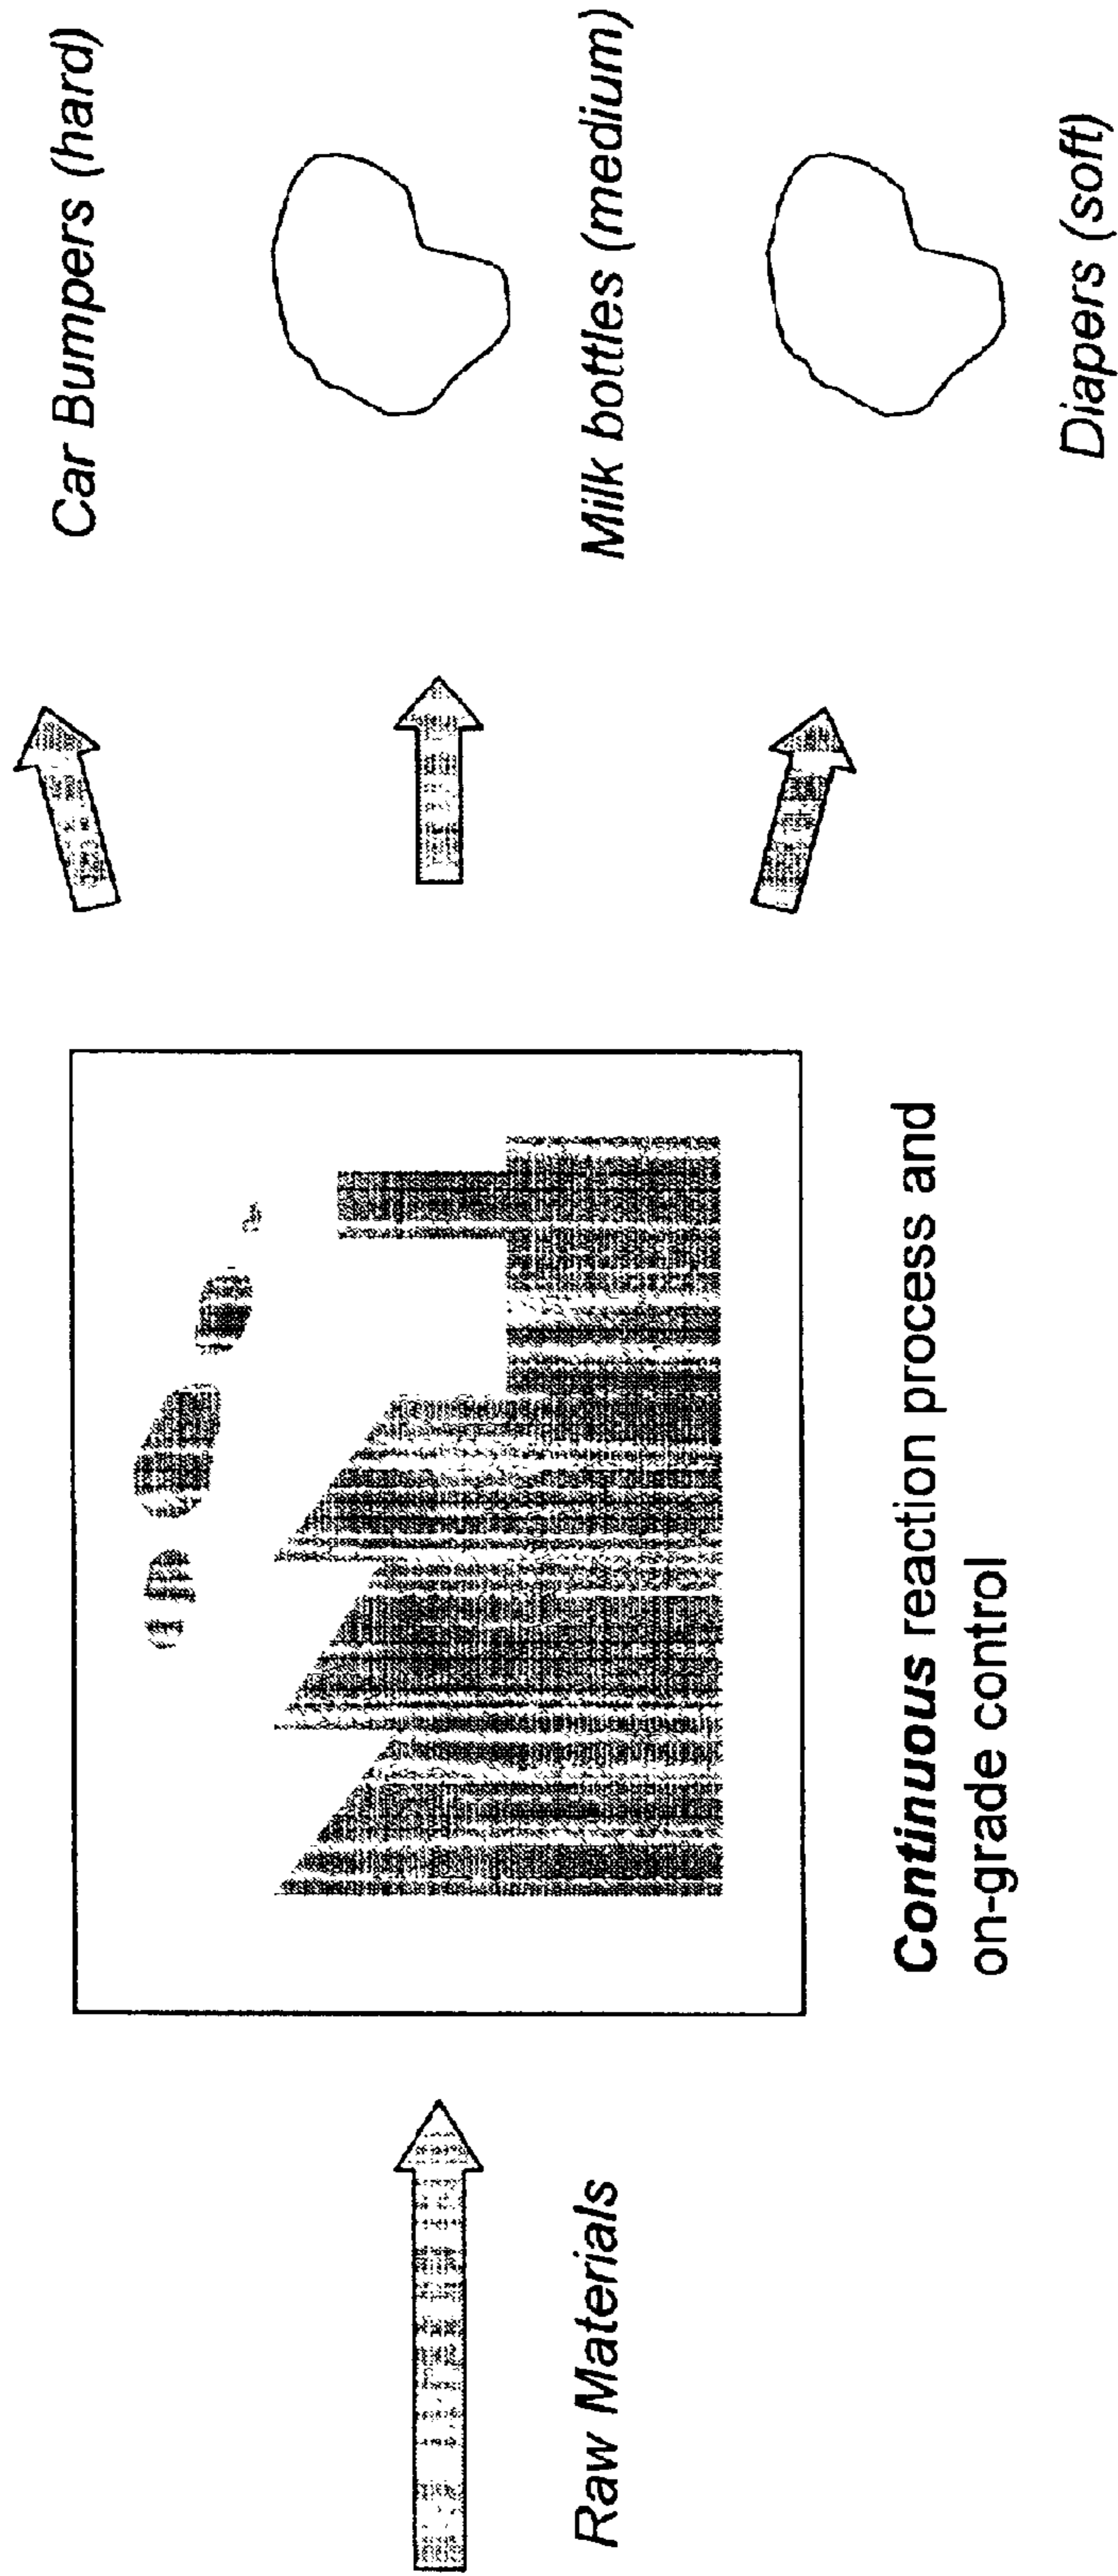 Raw Materials
Continuous reaction process and
on-grade control
Car Bumpers (hard)
Milk bottles (medium)
Diapers (soft)